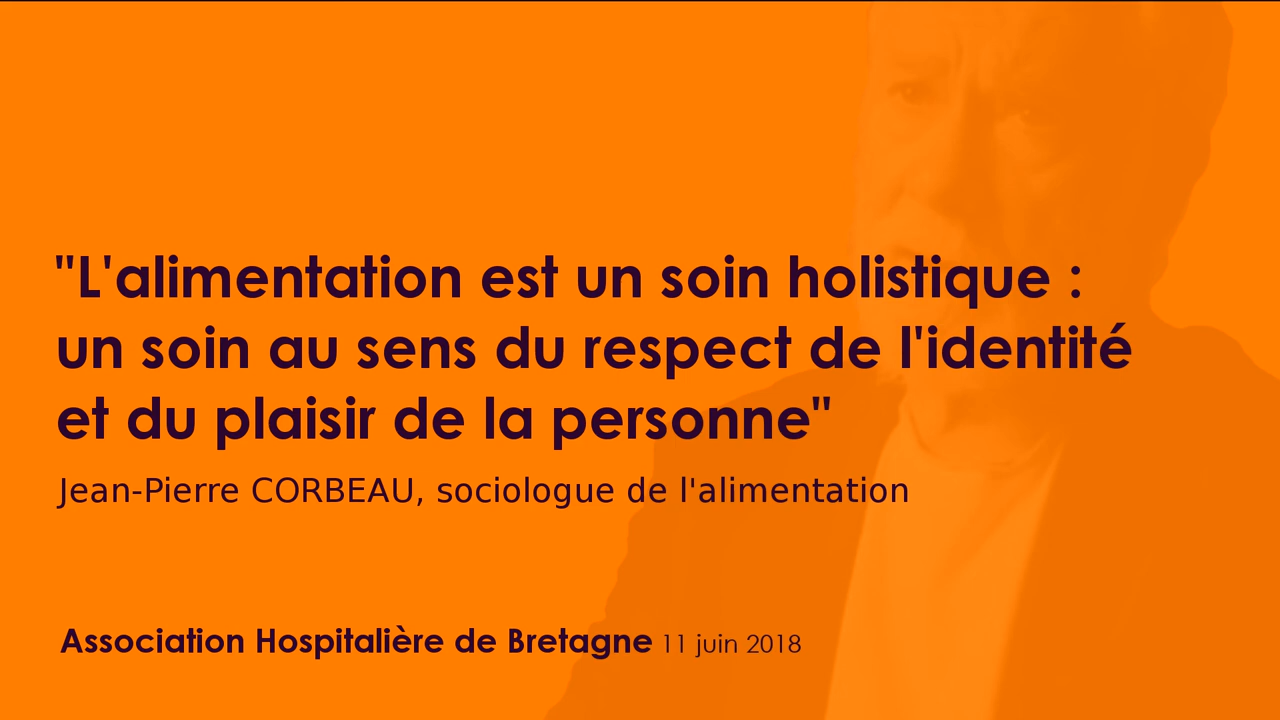 "L'alimentation est un soin holistique :
un soin au sens du respect de l'identité
et du plaisir de la personne"
Jean-Pierre CORBEAU, sociologue de l'alimentation
Association Hospitalière de Bretagne 11 juin 2018